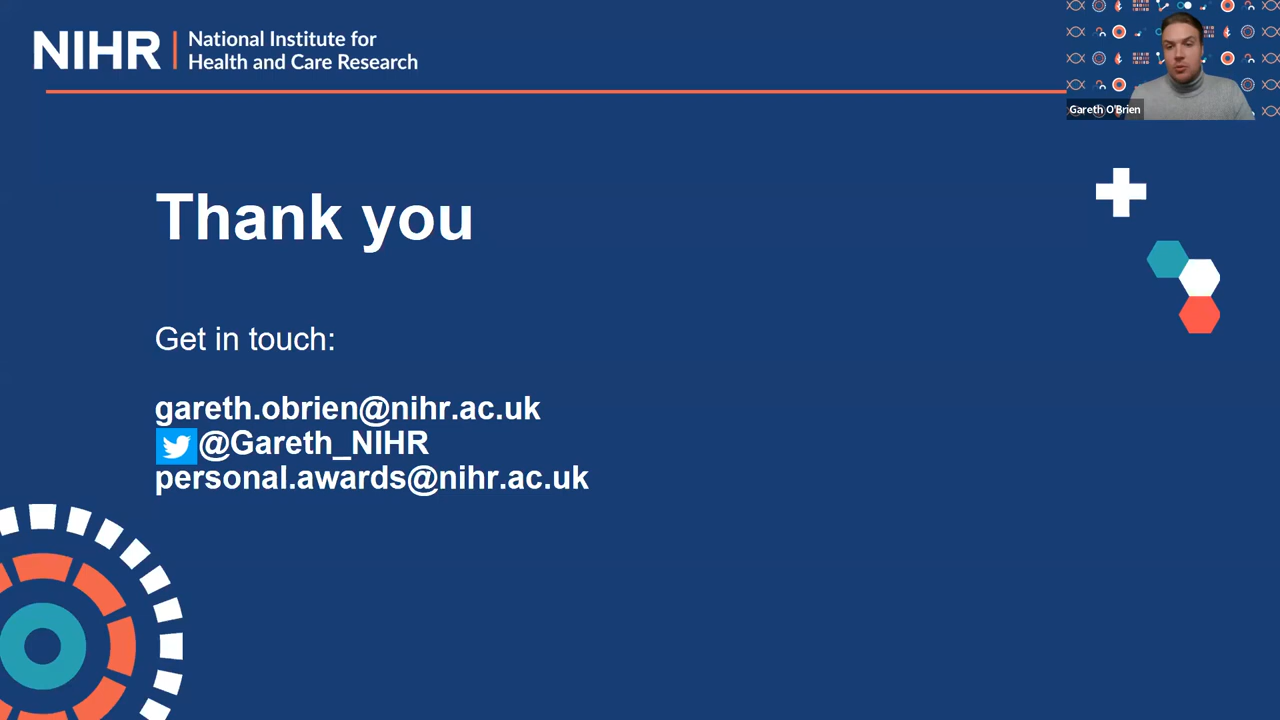 NIHR | National Institute for
Health and Care Research
Gareth O'Brien
Thank you
Get in touch:
gareth.obrien@nihr.ac.uk
@Gareth_NIHR
personal.awards@nihr.ac.uk